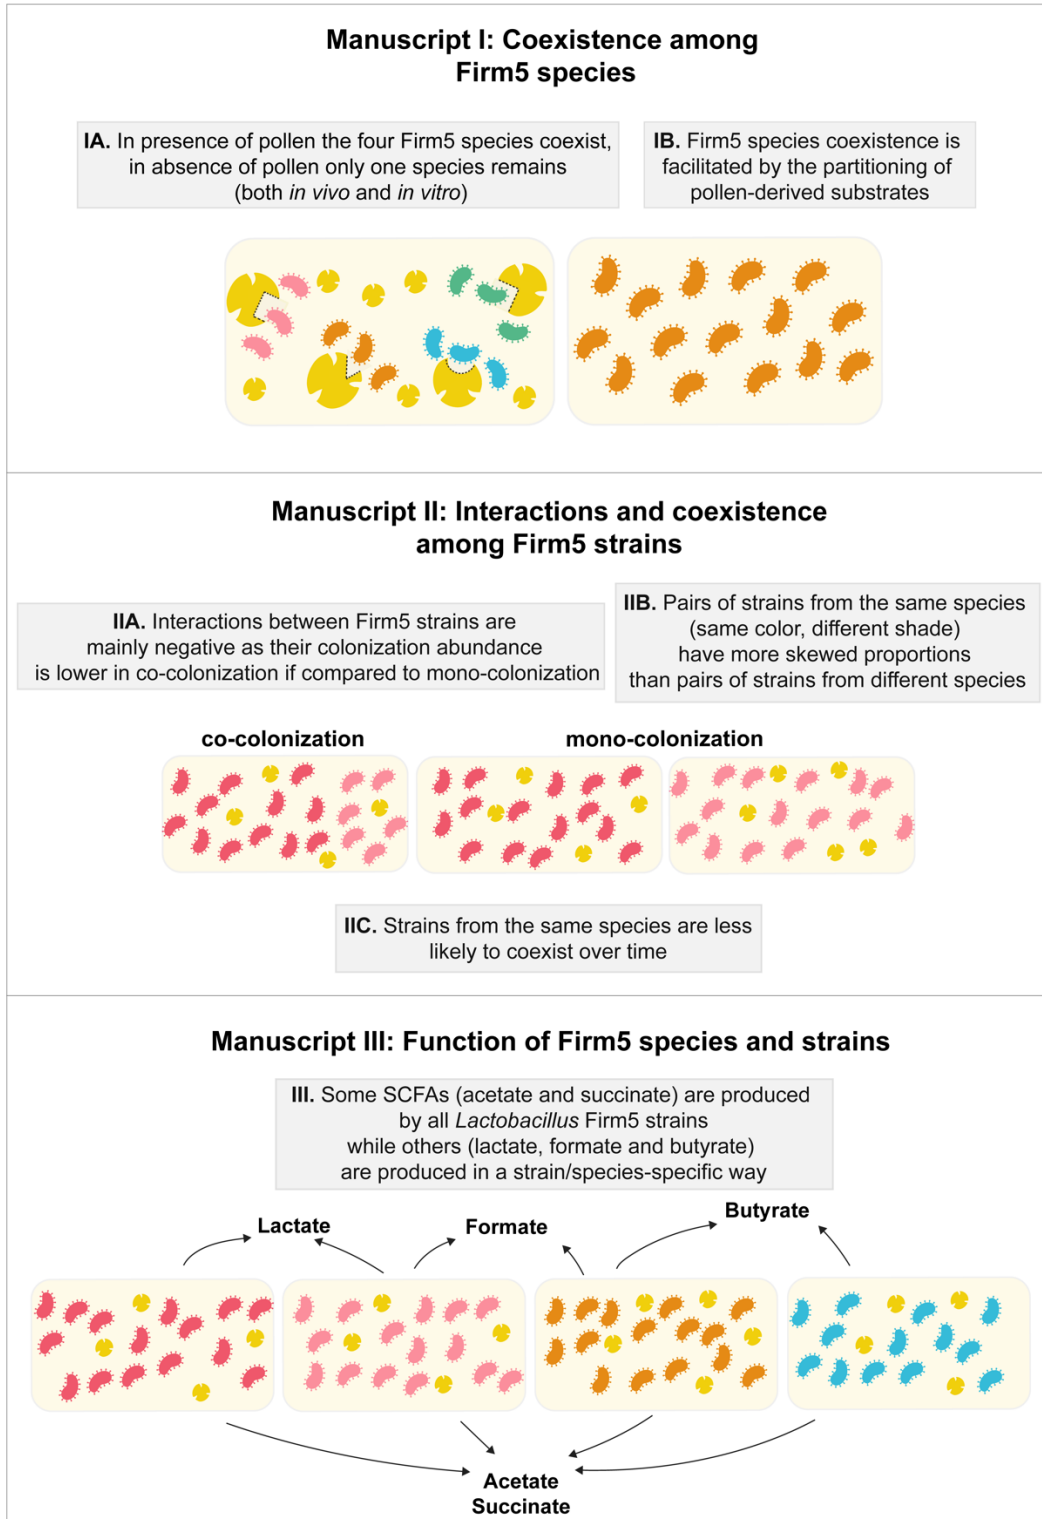 Manuscript I: Coexistence among
Firm5 species
IA. In presence of pollen the four Firm5 species coexist,
in absence of pollen only one species remains
(both in vivo and in vitro)
IB. Firm5 species coexistence is
facilitated by the partitioning of
pollen-derived substrates
Manuscript II: Interactions and coexistence
among Firm5 strains
IIA. Interactions between Firm5 strains are
mainly negative as their colonization abundance
is lower in co-colonization if compared to mono-colonization
IIB. Pairs of strains from the same species
(same color, different shade)
have more skewed proportions
than pairs of strains from different species
co-colonization
mono-colonization
IIC. Strains from the same species are less
likely to coexist over time
Manuscript III: Function of Firm5 species and strains
III. Some SCFAs (acetate and succinate) are produced
by all Lactobacillus Firm5 strains
while others (lactate, formate and butyrate)
are produced in a strain/species-specific way
Lactate
Formate
Butyrate
Acetate
Succinate